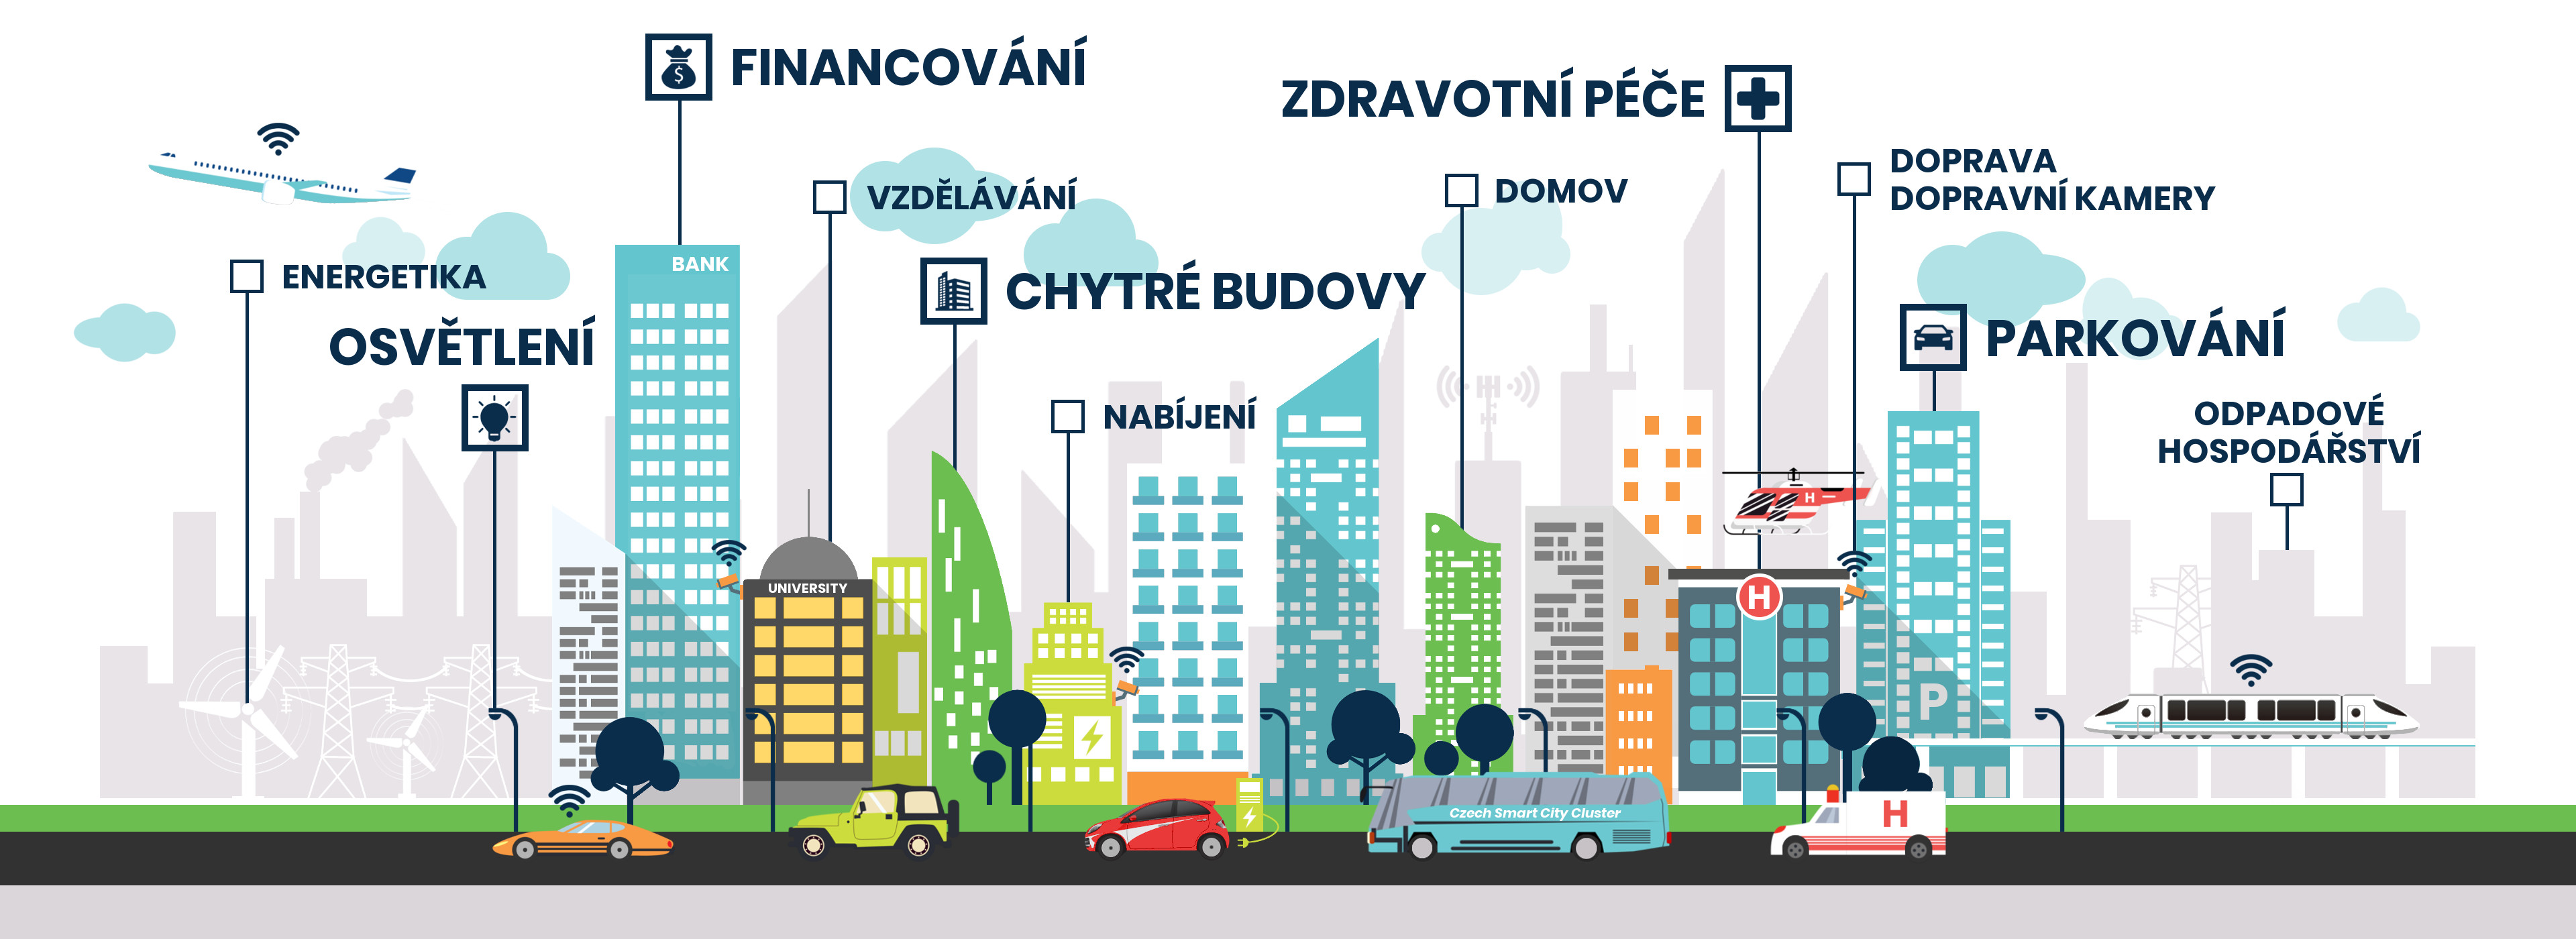 FINANCOVÁNÍ
ZDRAVOTNÍ PÉČE
DOPRAVA
DOPRAVNÍ KAMERY
VZDĚLÁVÁNÍ
DOMOV
ENERGETIKA
BANK
CHYTRÉ BUDOVY
OSVĚTLENÍ
PARKOVÁNÍ
NABÍJENÍ
ODPADOVÉ
HOSPODÁŘSTVÍ
H
UNIVERSITY
H
P
Czech Smart City Cluster
H